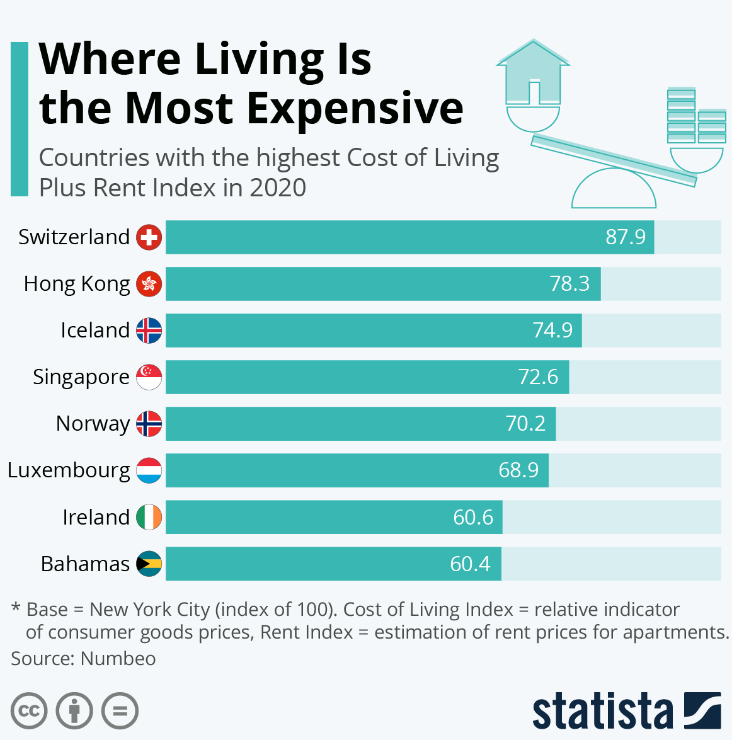 Where Living Is
the Most Expensive
Countries with the highest Cost of Living
Plus Rent Index in 2020
Switzerland 87.9
Hong Kong 78.3
Iceland 74.9
Singapore 72.6
Norway 70.2
Luxembourg 68.9
Ireland 60.6
Bahamas 60.4
* Base = New York City (index of 100). Cost of Living Index = relative indicator
of consumer goods prices, Rent Index = estimation of rent prices for apartments.
Source: Numbeo
cc = statista